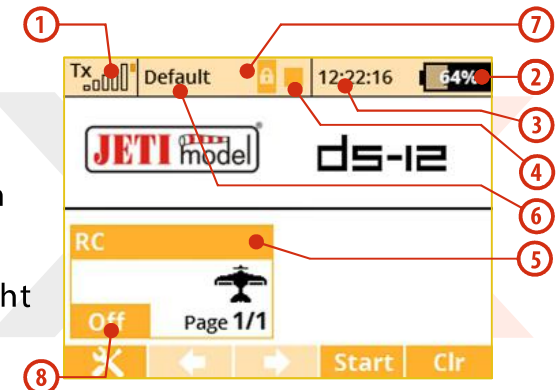 1
7
Tx Default 12:22:16 64%
2
3
JETI model ds-12
4
n
6
RC
5
ht
Off Page 1/1
Start Clr
8